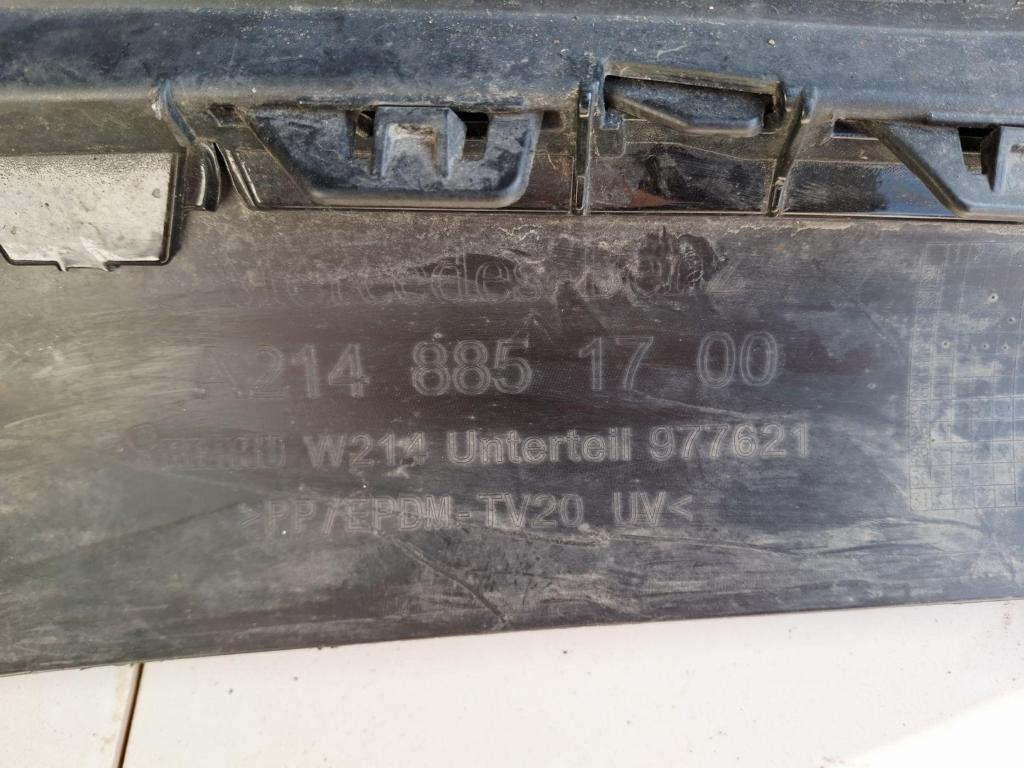 Mercedes-Benz
A214 885 17 00
W214 Unterteil 977621
>PP/EPDM-TV20 UV<